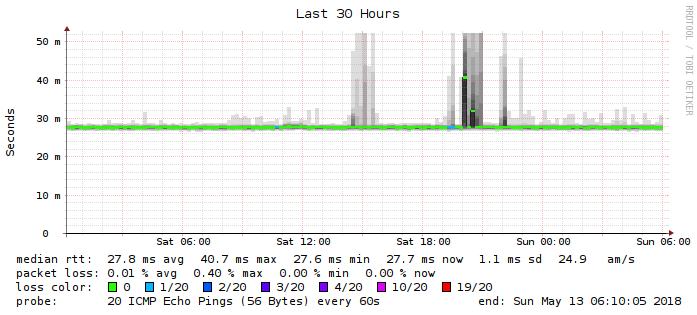 Last 30 Hours
RRDTOOL / TOBI OETIKER
Seconds
50 m
40 m
30 m
20 m
10 m
0
Sat 06:00 Sat 12:00 Sat 18:00 Sun 00:00 Sun 06:00
median rtt: 27.8 ms avg 40.7 ms max 27.6 ms min 27.7 ms now 1.1 ms sd 24.9 am/s
packet loss: 0.01 % avg 0.40 % max 0.00 % min 0.00 % now
loss color: 0 1/20 2/20 3/20 4/20 10/20 19/20
probe: 20 ICMP Echo Pings (56 Bytes) every 60s end: Sun May 13 06:10:05 2018